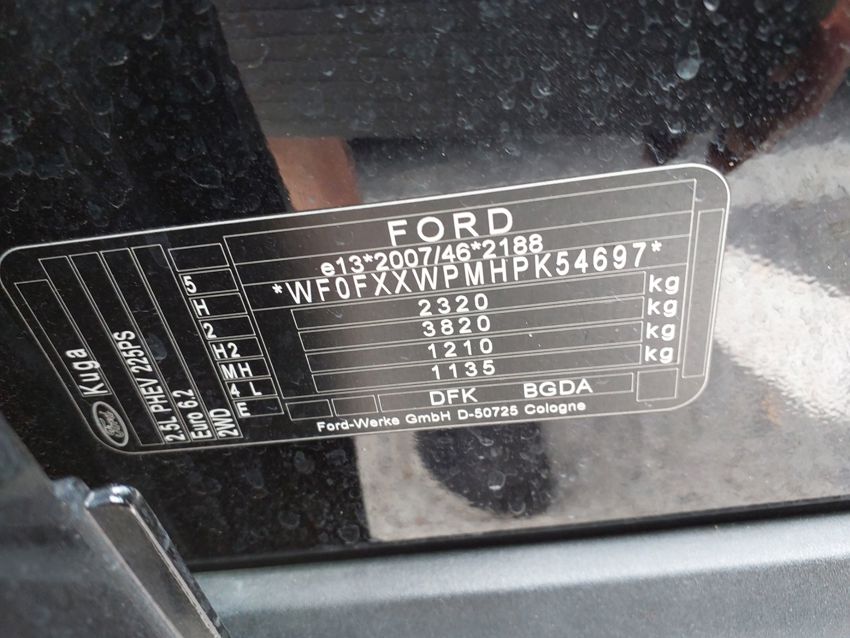 FORD
e13*2007/46*2188
*WF0FXXWPMHPK54697*
2320 kg
3820 kg
1210 kg
1135
DFK BGDA
Ford-Werke GmbH D-50725 Cologne
5
H
2
H2
MH
4 L
E
Ford
Kuga
2.5L PHEV 225PS
Euro 6.2
2WD